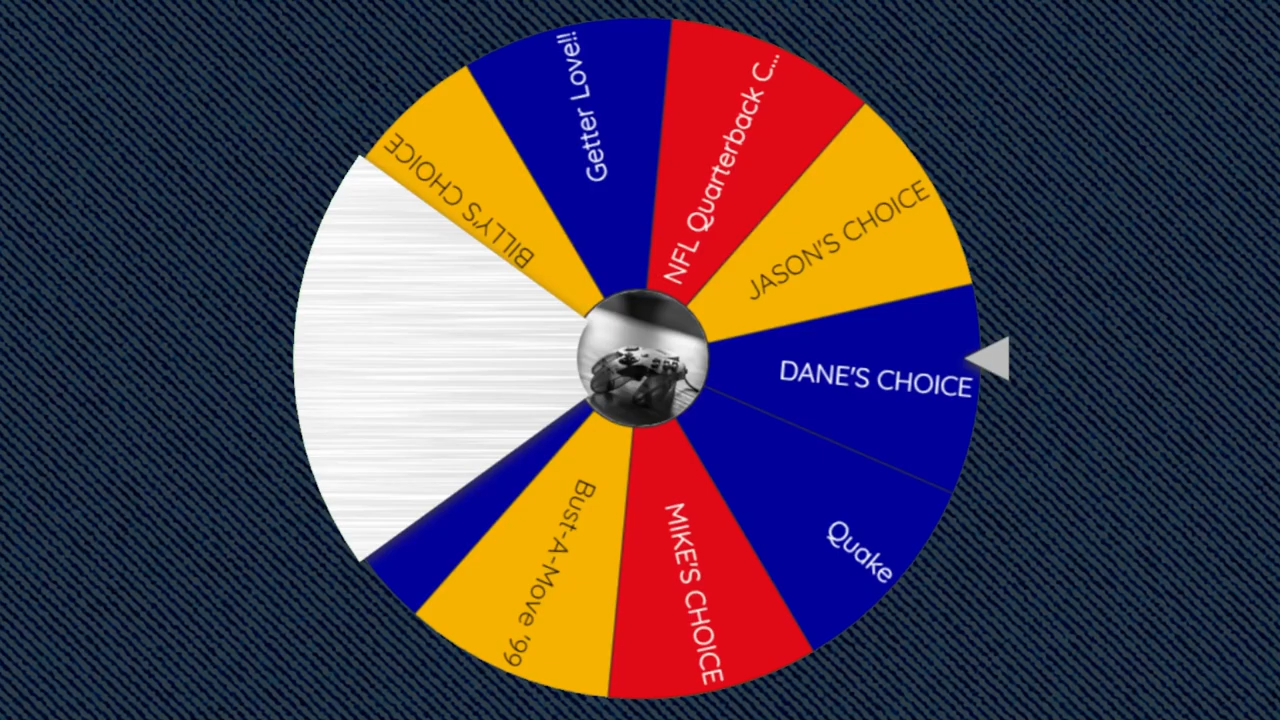 Getter Love!!
NFL Quarterback C...
JASON'S CHOICE
DANE'S CHOICE
Quake
MIKE'S CHOICE
Bust-A-Move '99
BILLY'S CHOICE